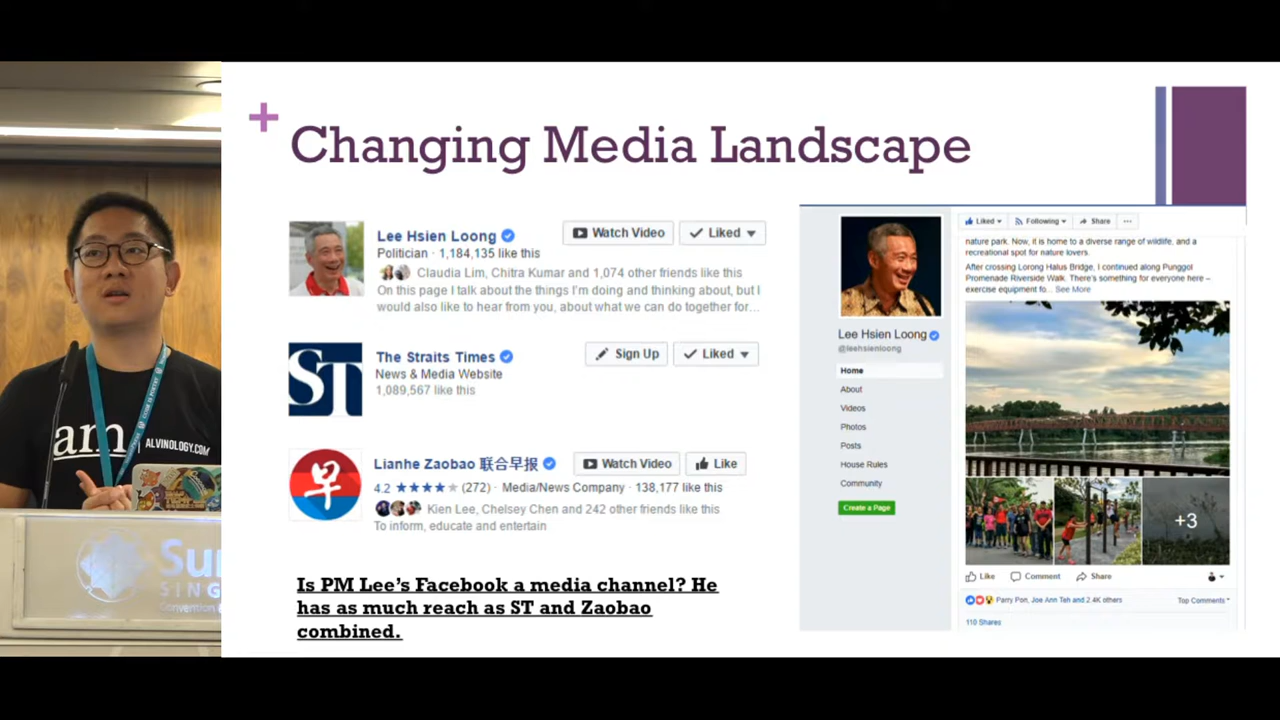 + Changing Media Landscape
Lee Hsien Loong
Watch Video
Liked
Politician · 1,184,135 like this
Claudia Lim, Chitra Kumar and 1,074 other friends like this
On this page I talk about the things I'm doing and thinking about, but I
would also like to hear from you, about what we can do together for...
ST
The Straits Times
Sign Up
Liked
News & Media Website
1,089,567 like this
早
Lianhe Zaobao 联合早报
Watch Video
Like
4.2 ★★★★★ (272) · Media/News Company · 138,177 like this
Kien Lee, Chelsey Chen and 242 other friends like this
To inform, educate and entertain
Is PM Lee's Facebook a media channel? He
has as much reach as ST and Zaobao
combined.
Lee Hsien Loong
@leehsienloong
Home
About
Videos
Photos
Posts
House Rules
Community
Create a Page
Liked
Following
Share
...
nature park. Now, it is home to a diverse range of wildlife, and a
recreational spot for nature lovers.
After crossing Lorong Halus Bridge, I continued along Punggol
Promenade Riverside Walk. There's something for everyone here –
exercise equipment fo... See More
+3
Like
Comment
Share
Parry Pon, Joe Ann Teh and 2.4K others
Top Comments
110 Shares
am
ALVINOLOGY.COM
Su
SING
Convention &